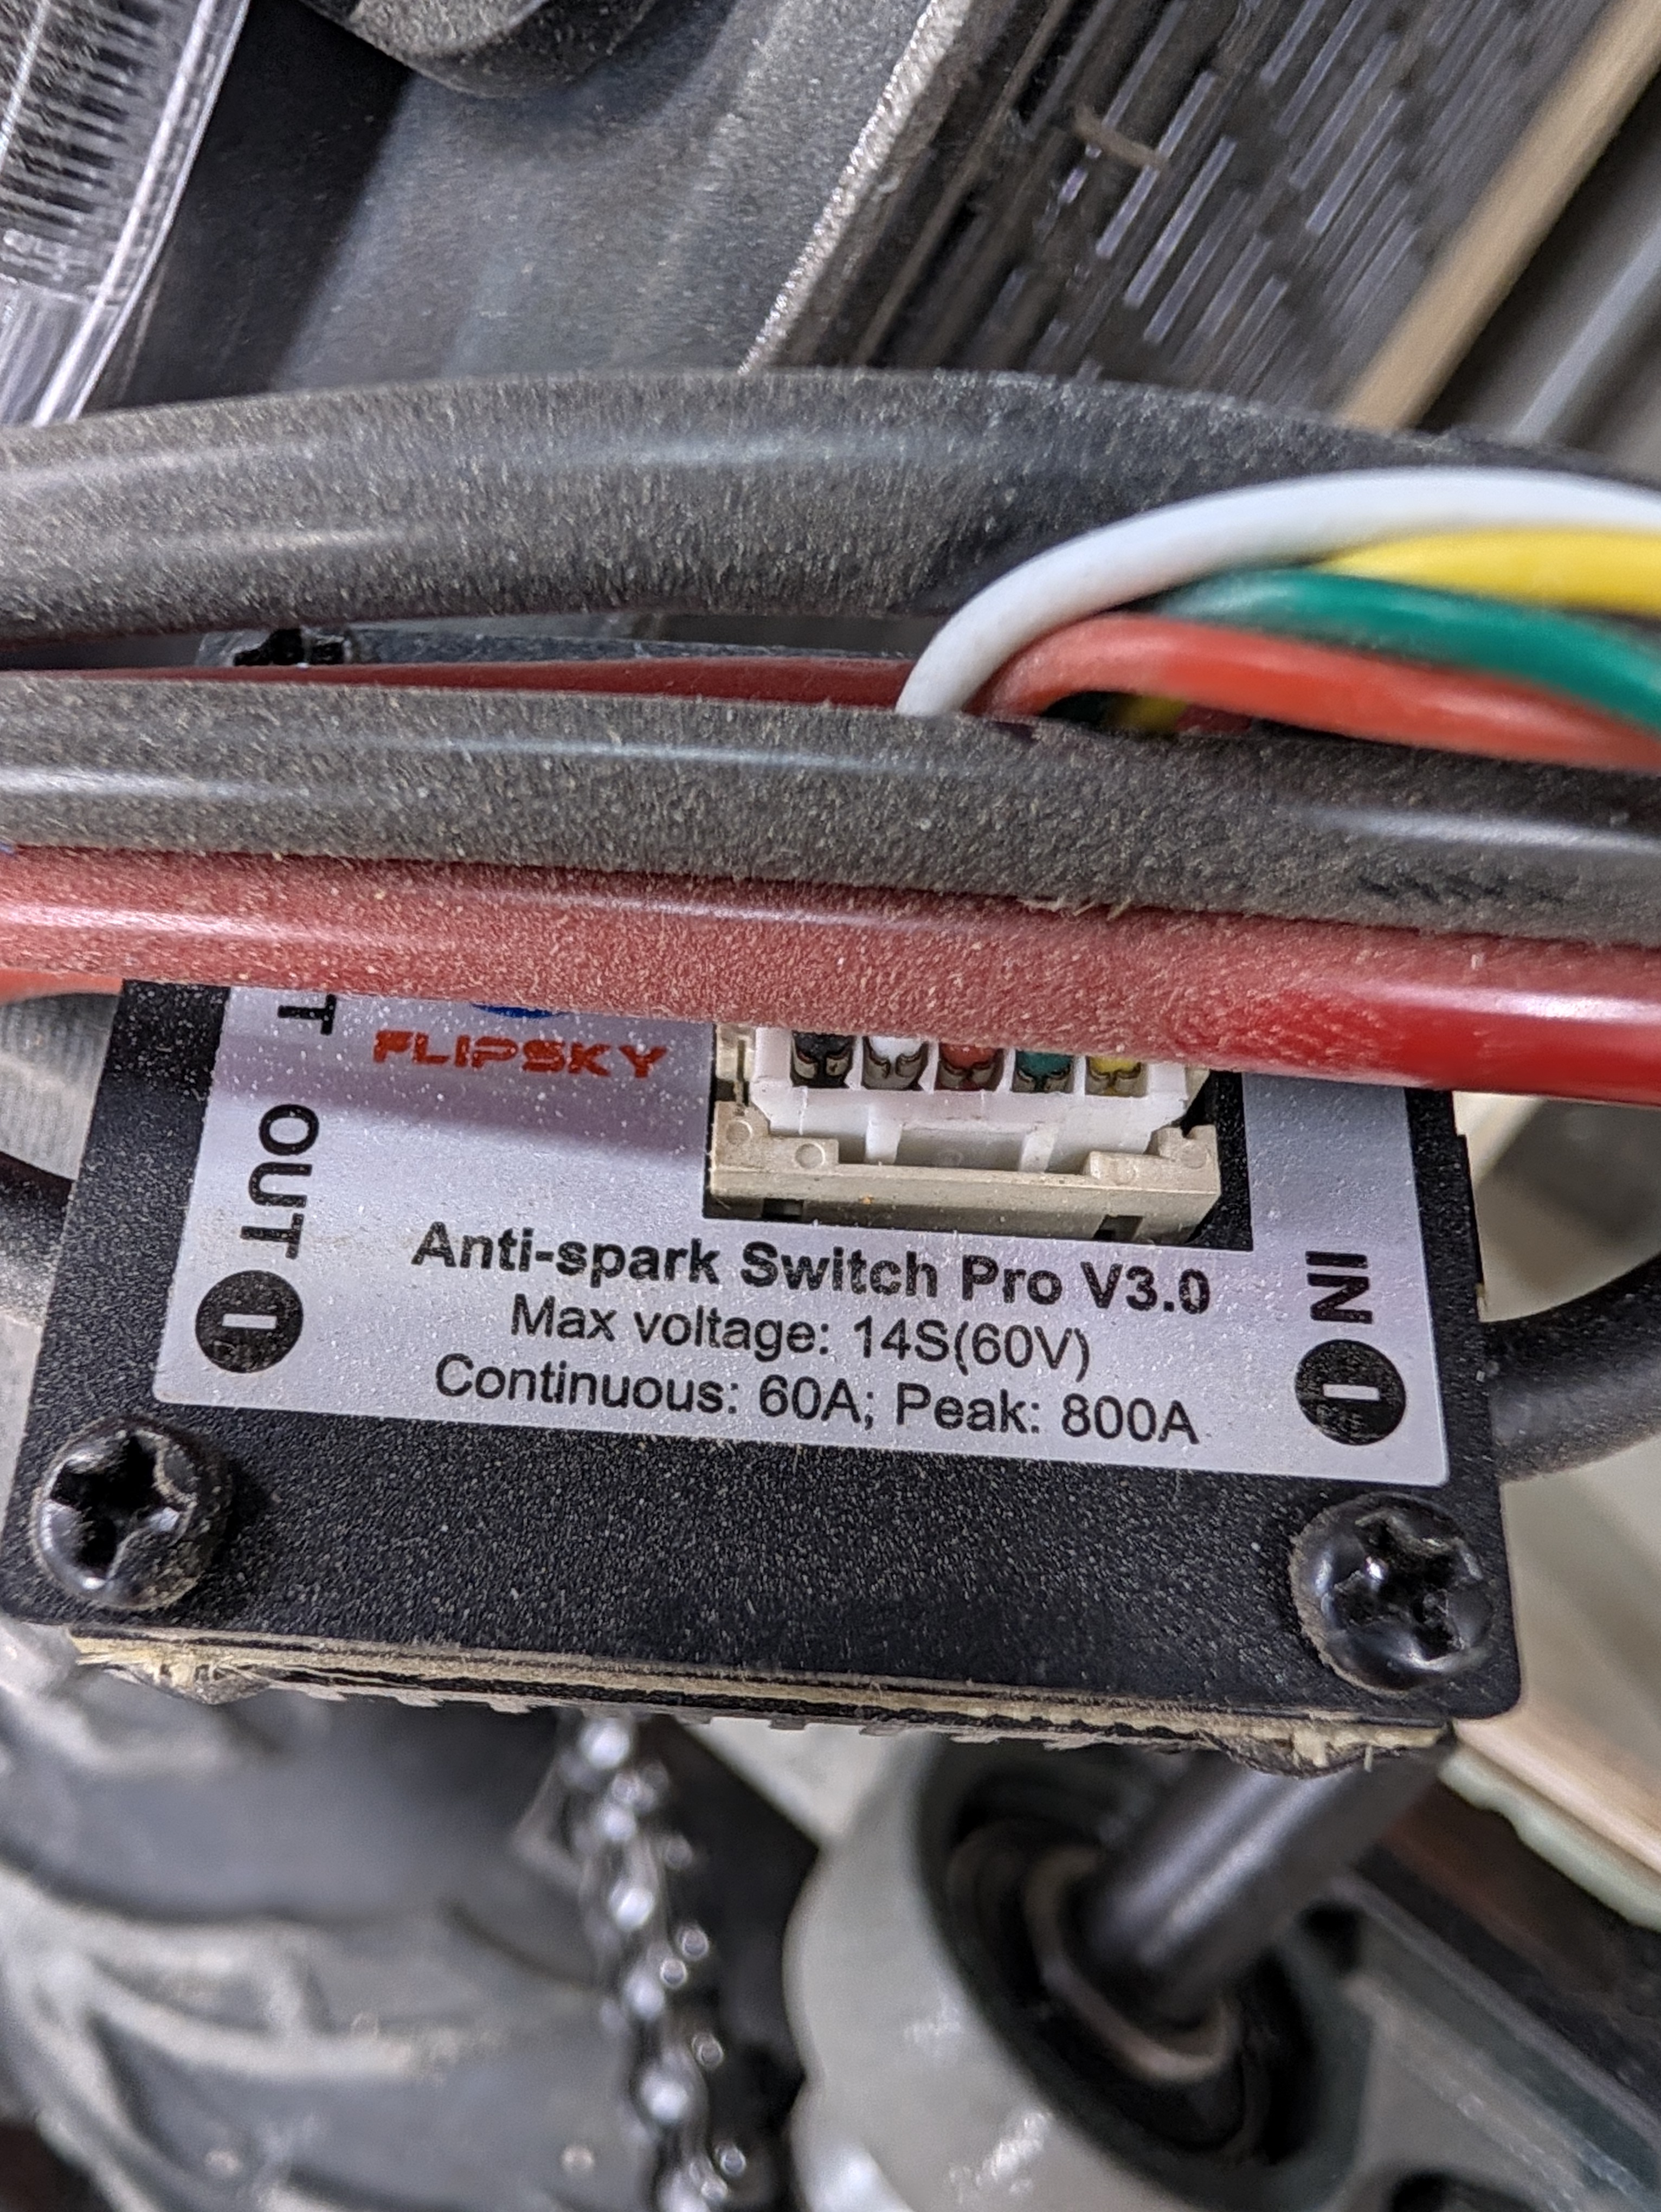 FLIPSKY
OUT
IN
Anti-spark Switch Pro V3.0
Max voltage: 14S(60V)
Continuous: 60A; Peak: 800A